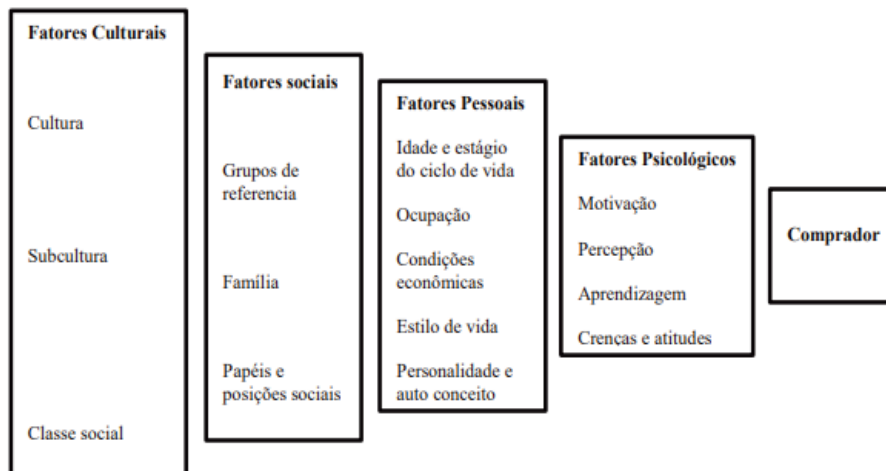 Fatores Culturais
Cultura
Subcultura
Classe social
Fatores sociais
Grupos de
referencia
Família
Papéis e
posições sociais
Fatores Pessoais
Idade e estágio
do ciclo de vida
Ocupação
Condições
econômicas
Estilo de vida
Personalidade e
auto conceito
Fatores Psicológicos
Motivação
Percepção
Aprendizagem
Crenças e atitudes
Comprador